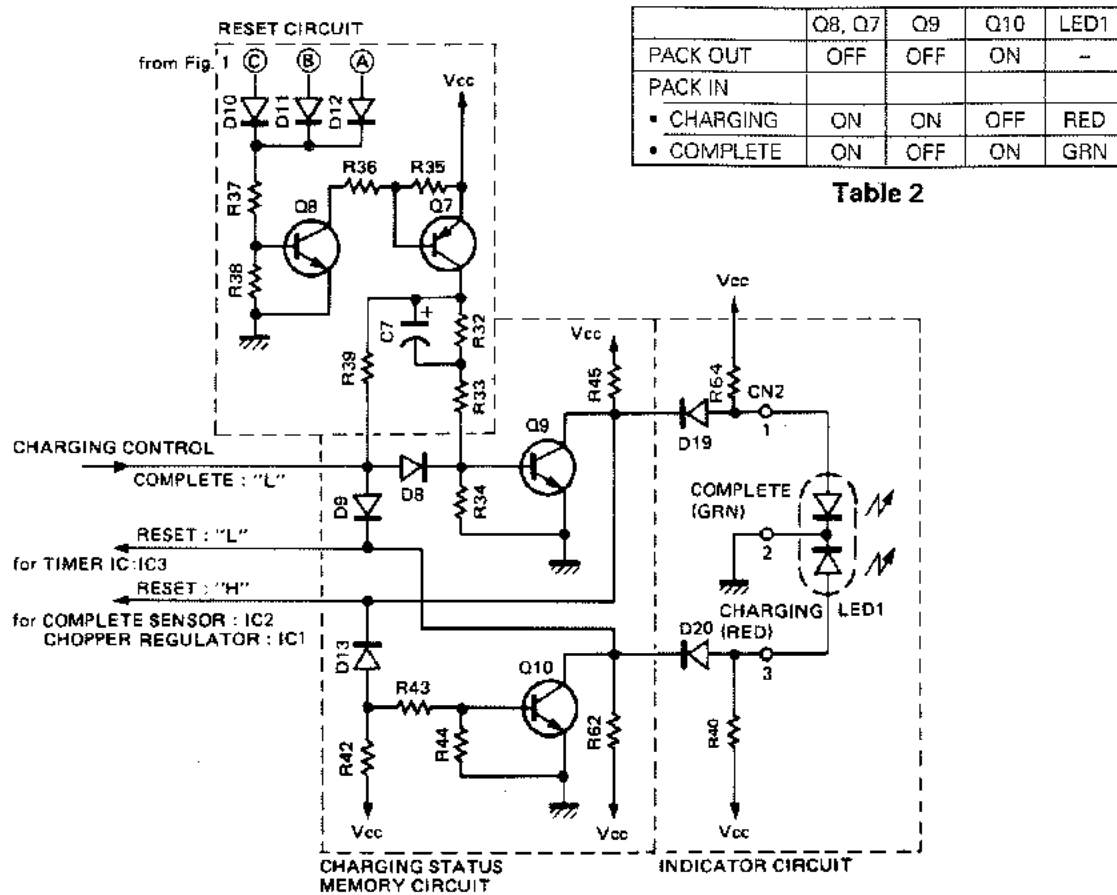 RESET CIRCUIT
from Fig. 1 C B A
Vcc
D10 D11 D12
R36 R35
R37
Q8 Q7
R38
C7 +
R32
R39
R33
Q8, Q7 Q9 Q10 LED1
PACK OUT OFF OFF ON –
PACK IN
• CHARGING ON ON OFF RED
• COMPLETE ON OFF ON GRN
Table 2
Vcc
Vcc
R45
R64
CN2
1
D19
Q9
CHARGING CONTROL
COMPLETE : "L"
D8
R34
D9
COMPLETE
(GRN)
2
RESET : "L"
for TIMER IC:IC3
RESET : "H"
for COMPLETE SENSOR : IC2
CHOPPER REGULATOR : IC1
CHARGING
(RED)
LED1
D20
3
D13
Q10
R43
R44
R62
R42
R40
Vcc
Vcc
Vcc
CHARGING STATUS
MEMORY CIRCUIT
INDICATOR CIRCUIT